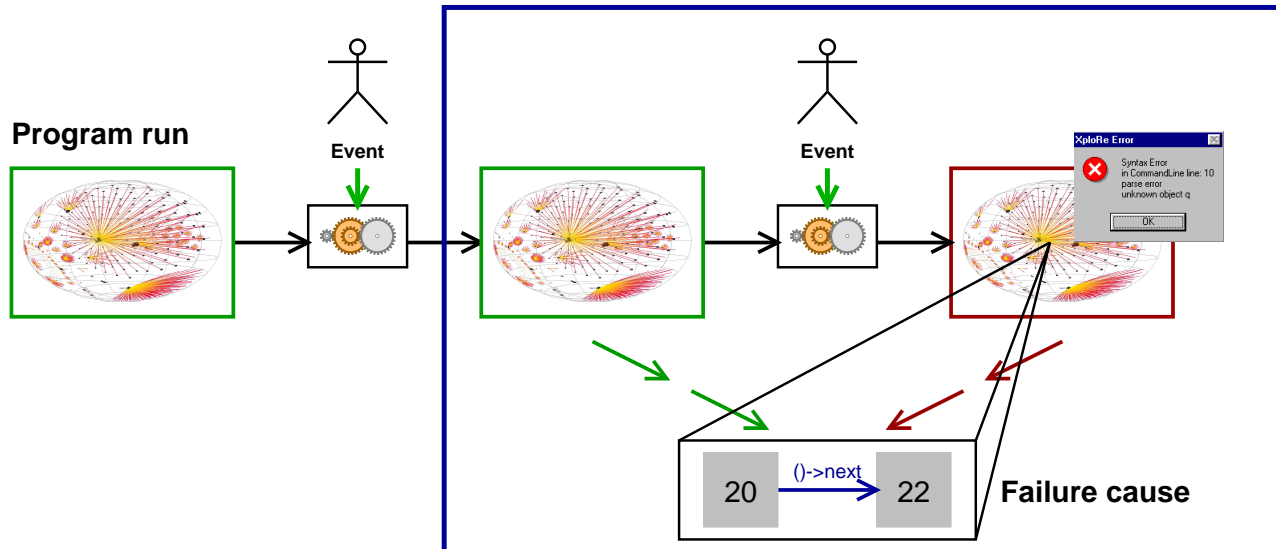 Program run
Event
Event
XploRe Error
Syntax Error
in CommandLine line: 10
parse error
unknown object q
OK
()->next
20
22
Failure cause